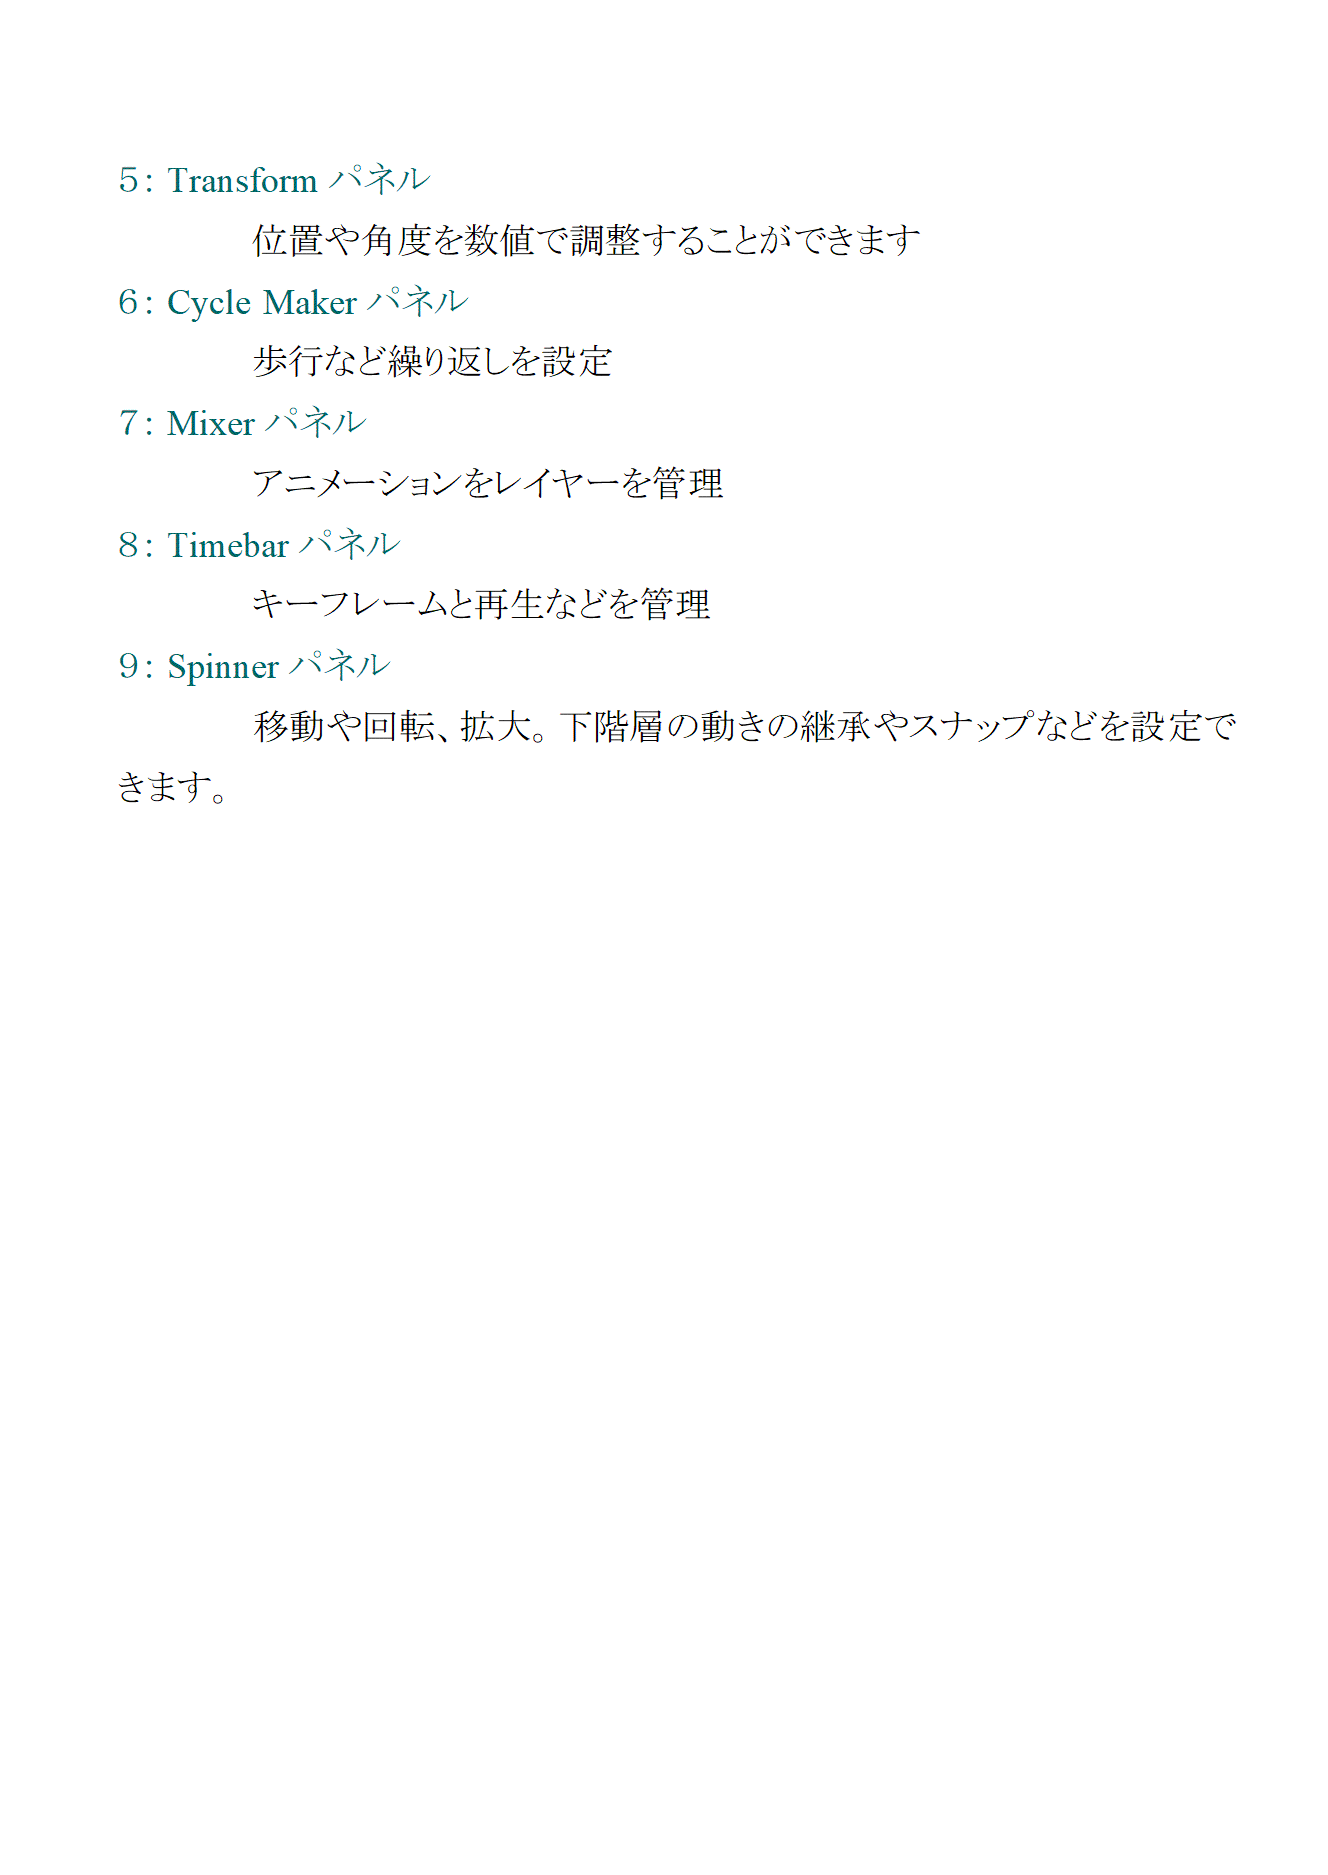 ５： Transform パネル
位置や角度を数値で調整することができます
６： Cycle Maker パネル
歩行など繰り返しを設定
７： Mixer パネル
アニメーションをレイヤーを管理
８： Timebar パネル
キーフレームと再生などを管理
９： Spinner パネル
移動や回転、拡大。下階層の動きの継承やスナップなどを設定で
きます。